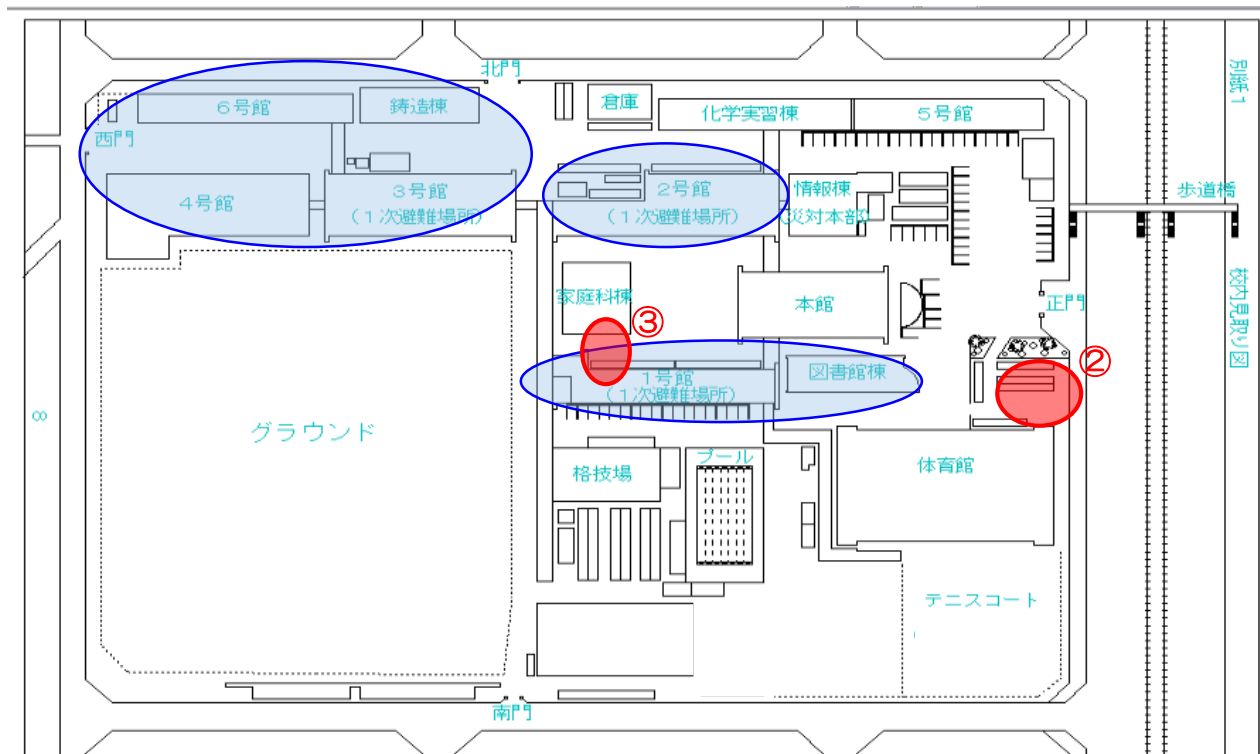 北門
別紙1
6号館
鋳造棟
倉庫
化学実習棟
5号館
西門
4号館
3号館
(1次避難場所)
2号館
(1次避難場所)
情報棟
(災対本部)
歩道橋
家庭科棟
本館
正門
校内見取り図
③
②
1号館
(1次避難場所)
図書館棟
グラウンド
格技場
プール
体育館
テニスコート
南門